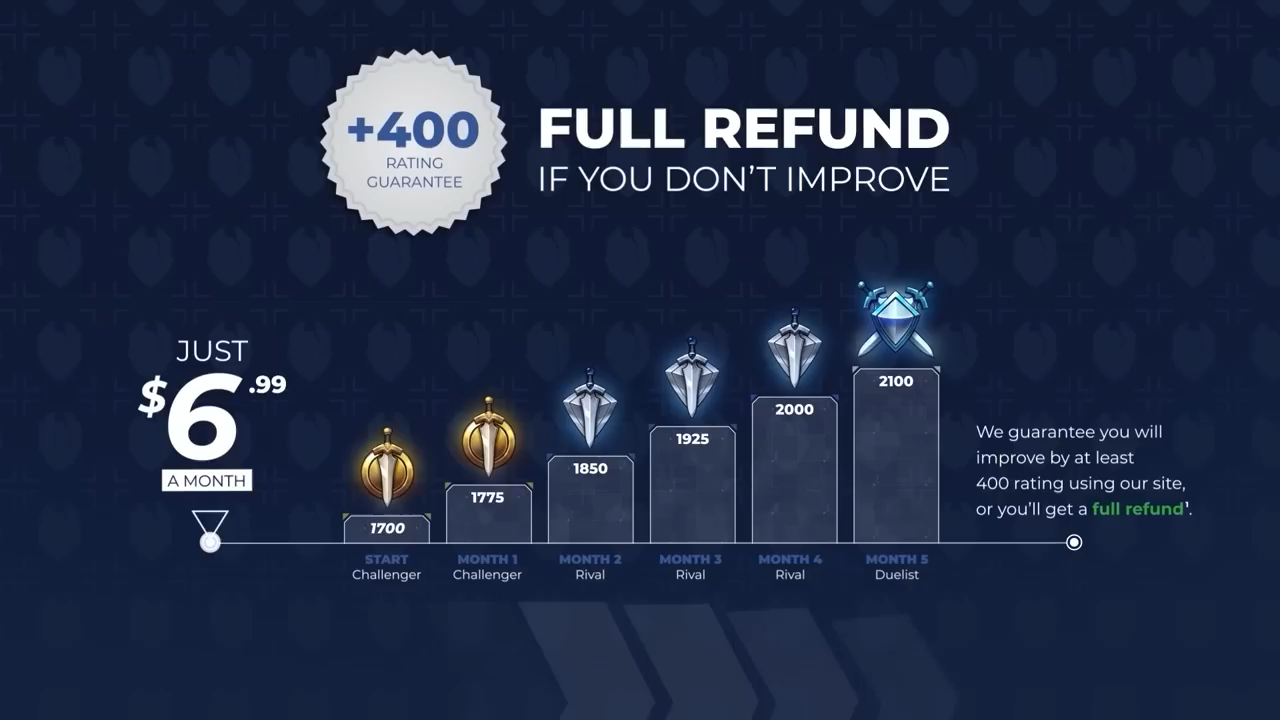 +400
RATING
GUARANTEE
FULL REFUND
IF YOU DON'T IMPROVE
JUST
$6.99
A MONTH
1700
1775
1850
1925
2000
2100
START
Challenger
MONTH 1
Challenger
MONTH 2
Rival
MONTH 3
Rival
MONTH 4
Rival
MONTH 5
Duelist
We guarantee you will
improve by at least
400 rating using our site,
or you'll get a full refund¹.